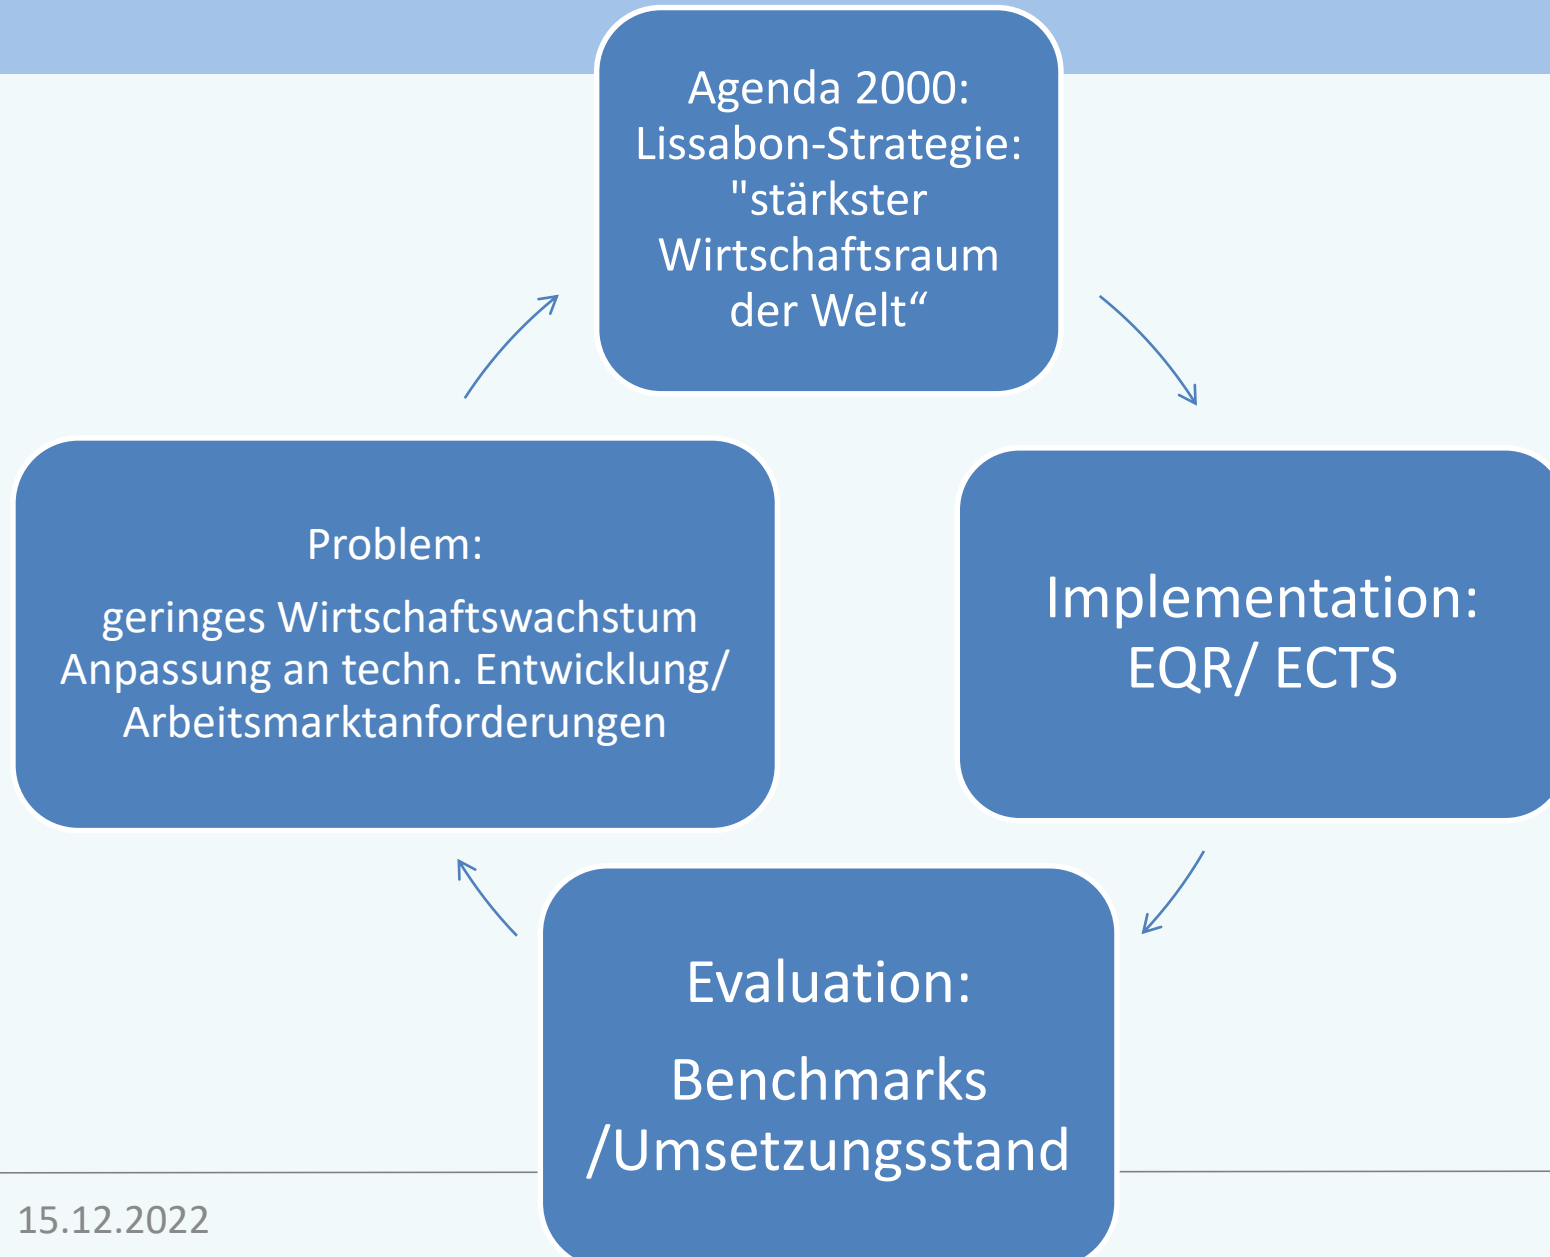 Agenda 2000:
Lissabon-Strategie:
"stärkster
Wirtschaftsraum
der Welt“
Problem:
geringes Wirtschaftswachstum
Anpassung an techn. Entwicklung/
Arbeitsmarktanforderungen
Implementation:
EQR/ ECTS
Evaluation:
Benchmarks
/Umsetzungsstand
15.12.2022